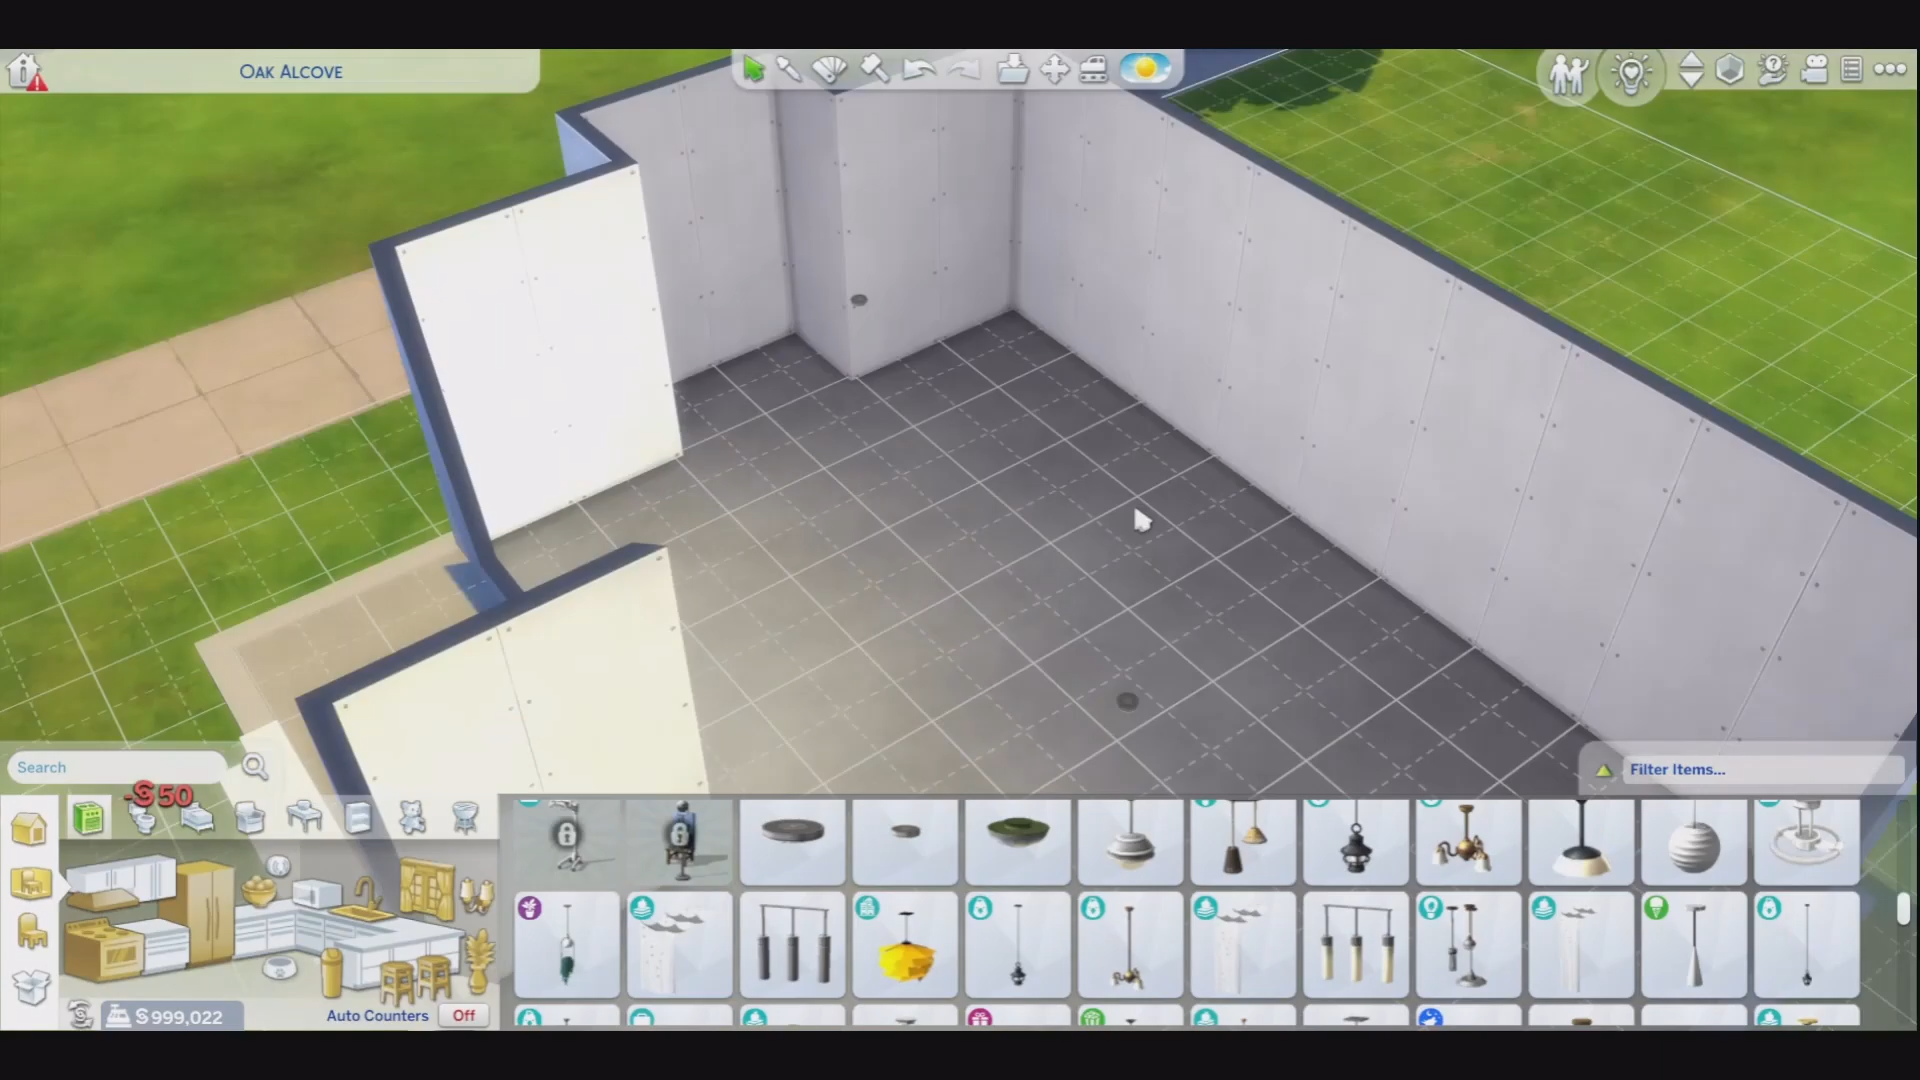 OAK ALCOVE
Search
-§50
Filter Items...
§999,022
Auto Counters
Off